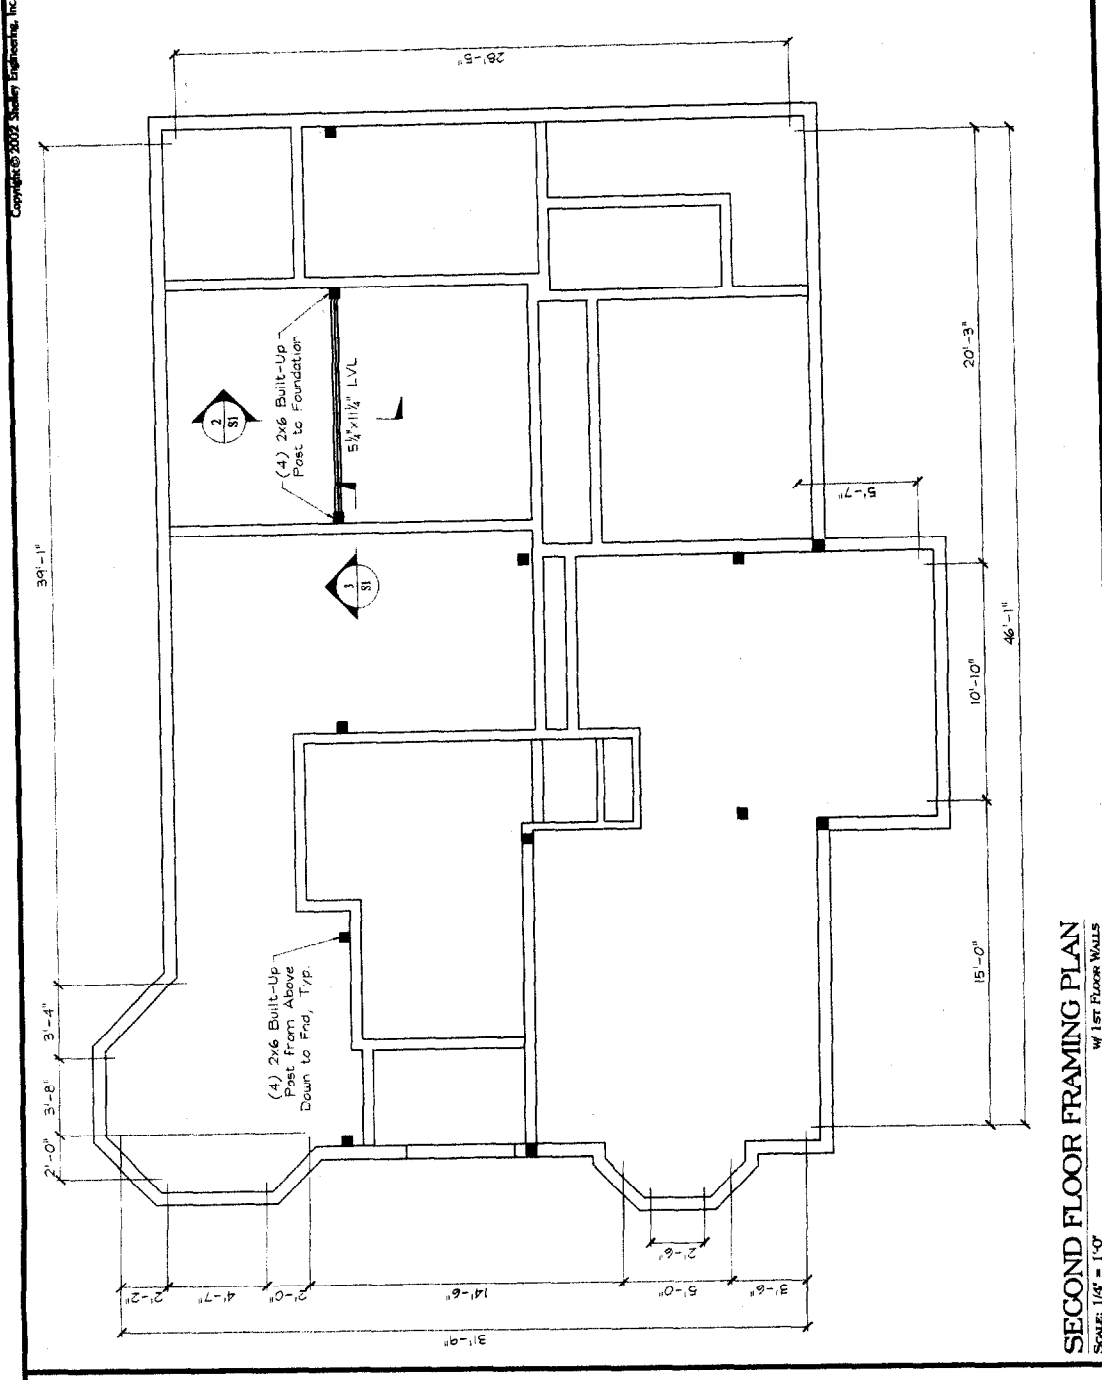 Copyright © 2002 Shelley Engineering, Inc
28'-5"
39'-1"
3'-4"
3'-8"
2'-0"
2
S1
(4) 2x6 Built-Up
Post to Foundation
5¼"x11¼" LVL
3
S1
(4) 2x6 Built-Up
Post from Above
Down to Fnd, Typ.
20'-3"
5'-7"
10'-10"
46'-1"
15'-0"
2'-2"
4'-7"
2'-0"
14'-6"
2'-6"
5'-0"
3'-6"
31'-9"
SECOND FLOOR FRAMING PLAN
SCALE: 1/4" = 1'-0"
w/ 1ST FLOOR WALLS